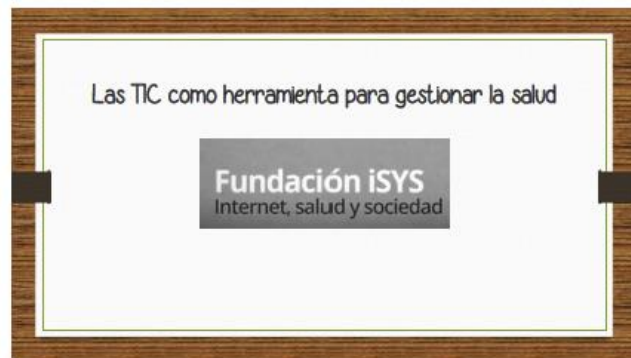 Las TIC como herramienta para gestionar la salud
Fundación iSYS
Internet, salud y sociedad